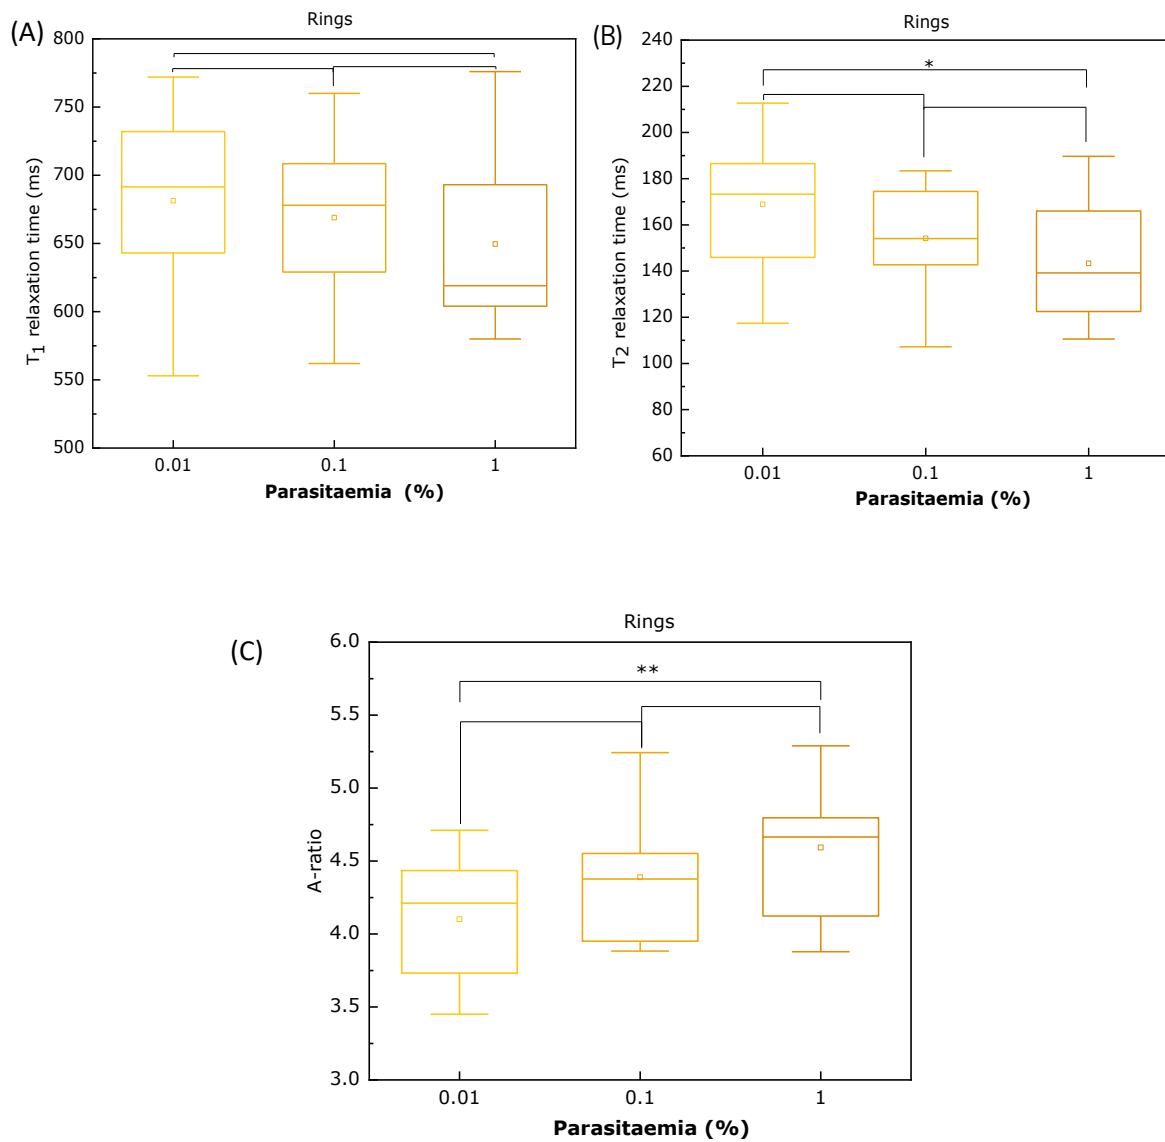 (A)
Rings
800
750
700
650
600
550
500
T1 relaxation time (ms)
0.01 0.1 1
Parasitaemia (%)
(B)
Rings
240
220
200
180
160
140
120
100
80
60
T2 relaxation time (ms)
*
0.01 0.1 1
Parasitaemia (%)
(C)
Rings
6.0
5.5
5.0
4.5
4.0
3.5
3.0
A-ratio
**
0.01 0.1 1
Parasitaemia (%)